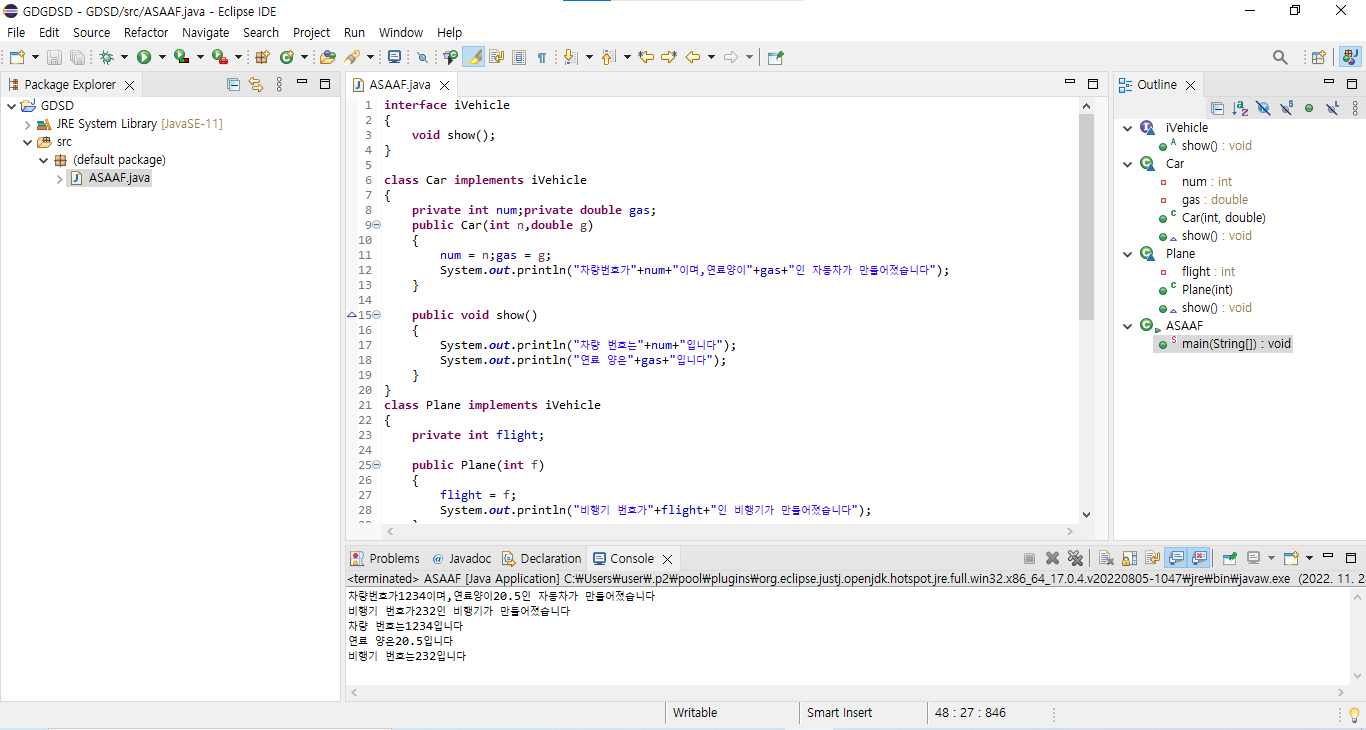 GDGDSD - GDSD/src/ASAAF.java - Eclipse IDE
File Edit Source Refactor Navigate Search Project Run Window Help
Package Explorer
GDSD
JRE System Library [JavaSE-11]
src
(default package)
ASAAF.java
ASAAF.java
1 interface iVehicle
2 {
3 void show();
4 }
5
6 class Car implements iVehicle
7 {
8 private int num;private double gas;
9 public Car(int n,double g)
10 {
11 num = n;gas = g;
12 System.out.println("차량번호가"+num+"이며,연료양이"+gas+"인 자동차가 만들어졌습니다");
13 }
14
15 public void show()
16 {
17 System.out.println("차량 번호는"+num+"입니다");
18 System.out.println("연료 양은"+gas+"입니다");
19 }
20 }
21 class Plane implements iVehicle
22 {
23 private int flight;
24
25 public Plane(int f)
26 {
27 flight = f;
28 System.out.println("비행기 번호가"+flight+"인 비행기가 만들어졌습니다");
Outline
iVehicle
show() : void
Car
num : int
gas : double
Car(int, double)
show() : void
Plane
flight : int
Plane(int)
show() : void
ASAAF
main(String[]) : void
Problems @ Javadoc Declaration Console
<terminated> ASAAF [Java Application] C:₩Users₩user₩.p2₩pool₩plugins₩org.eclipse.justj.openjdk.hotspot.jre.full.win32.x86_64_17.0.4.v20220805-1047₩jre₩bin₩javaw.exe (2022. 11. 2
차량번호가1234이며,연료양이20.5인 자동차가 만들어졌습니다
비행기 번호가232인 비행기가 만들어졌습니다
차량 번호는1234입니다
연료 양은20.5입니다
비행기 번호는232입니다
Writable Smart Insert 48 : 27 : 846